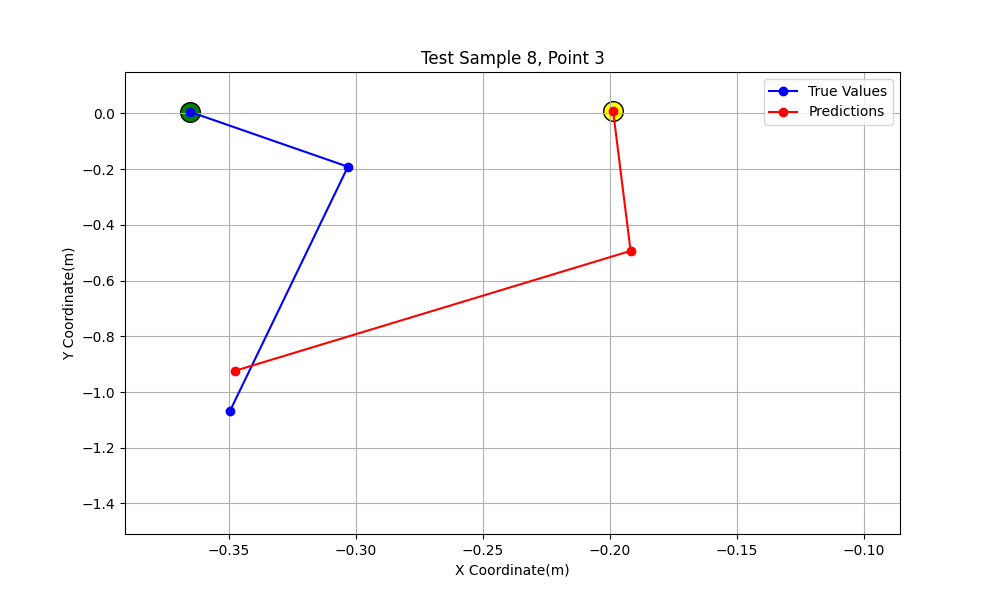 Test Sample 8, Point 3
True Values
Predictions
0.0
−0.2
−0.4
−0.6
−0.8
−1.0
−1.2
−1.4
Y Coordinate(m)
−0.35
−0.30
−0.25
−0.20
−0.15
−0.10
X Coordinate(m)